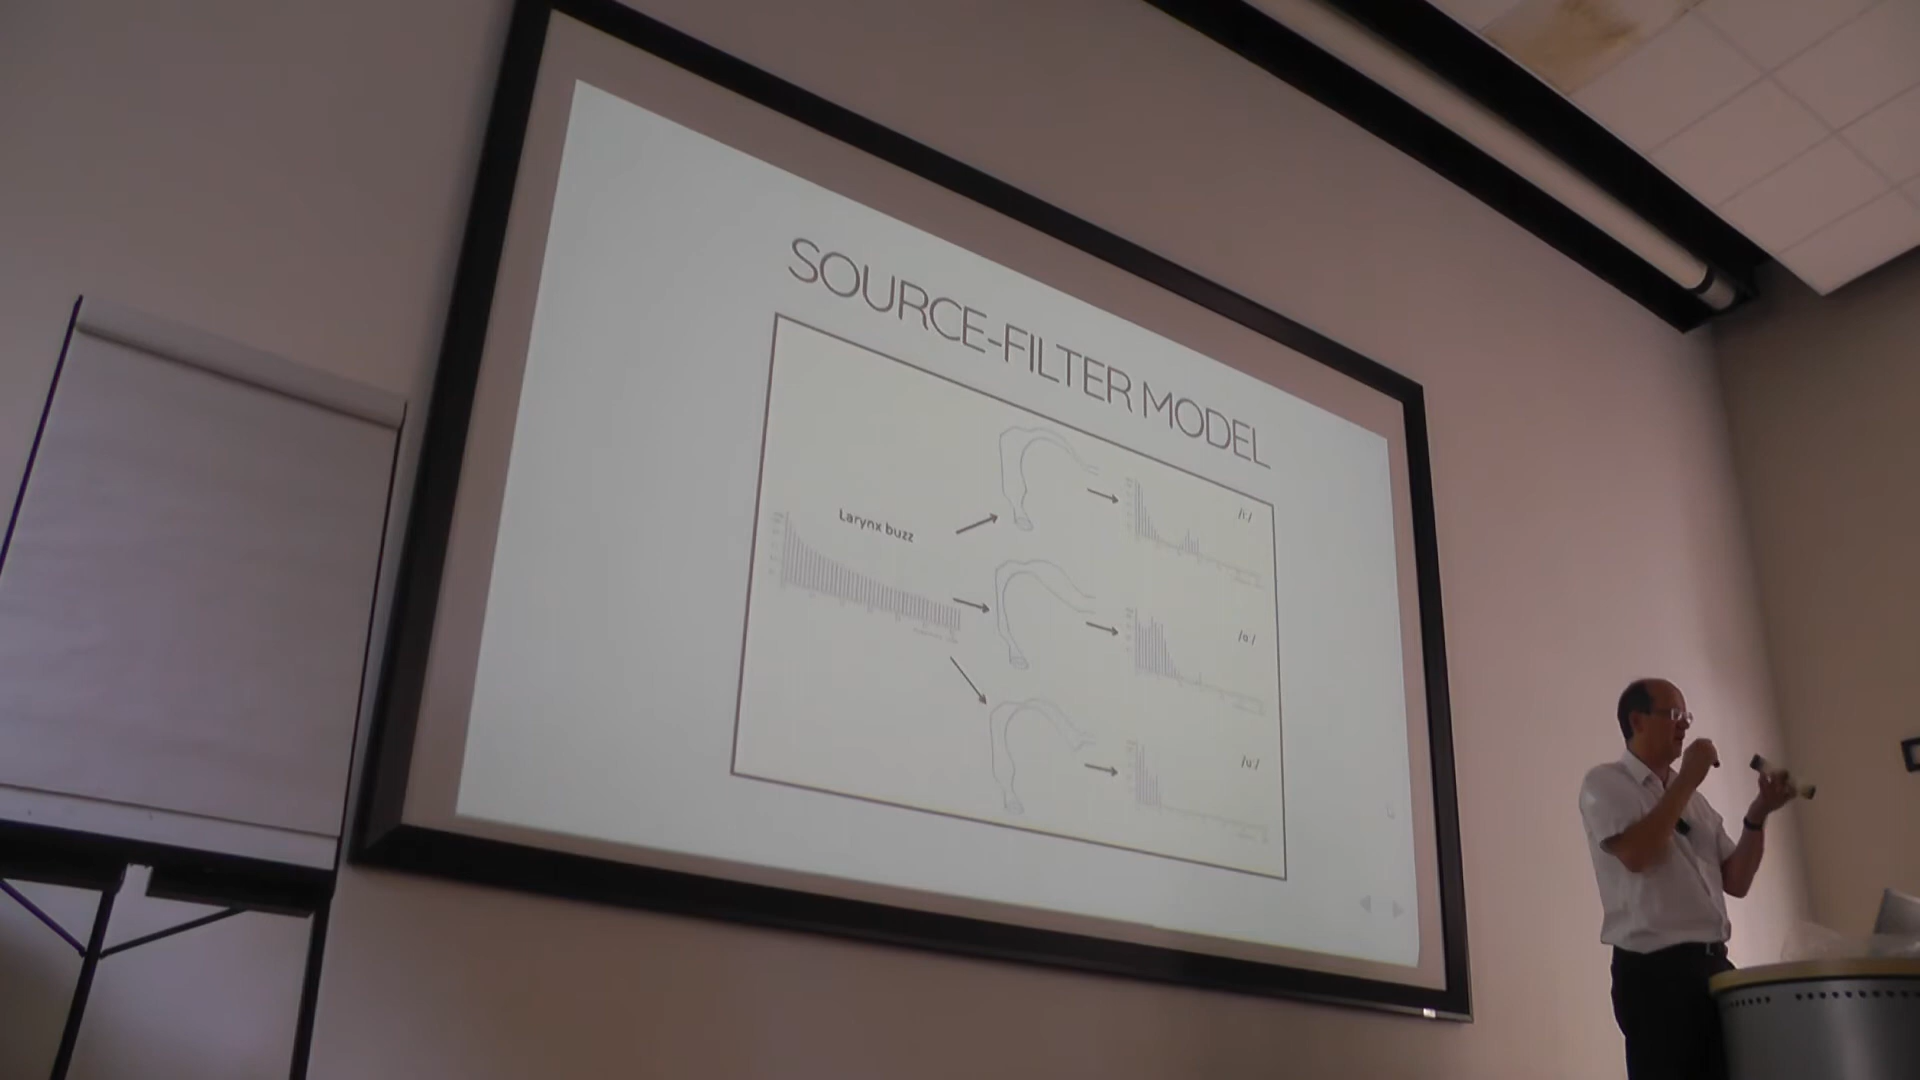 SOURCE-FILTER MODEL
Larynx buzz
/i:/
/ɑ:/
/u:/